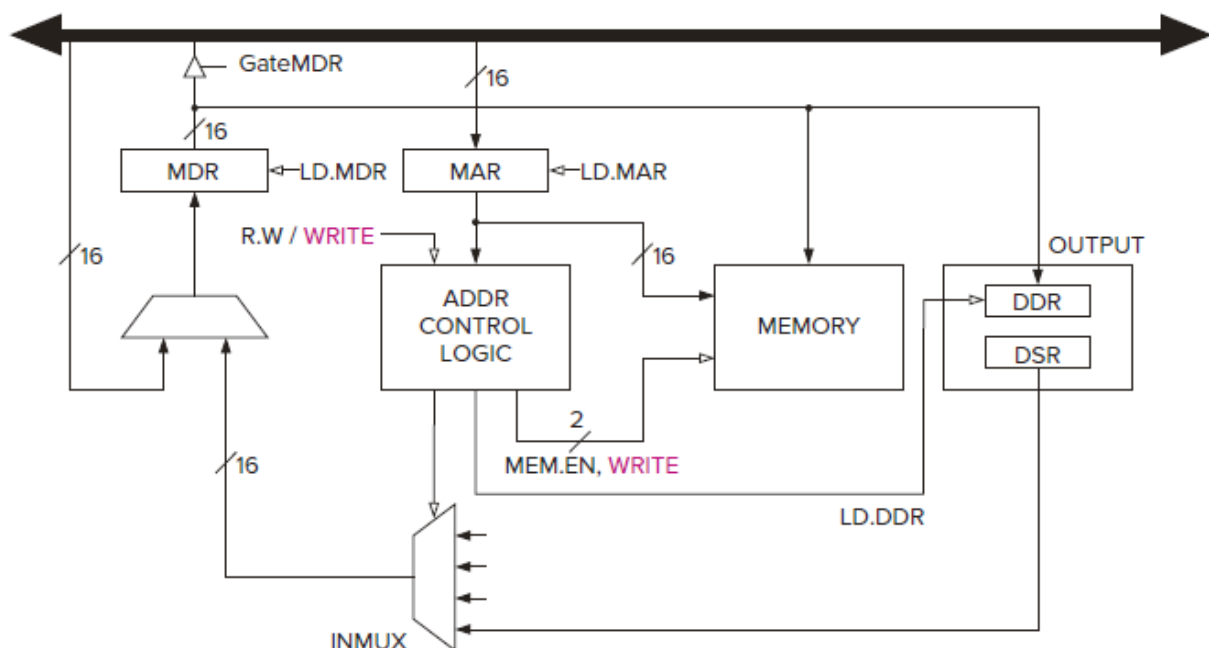 GateMDR
16
16
MDR
LD.MDR
MAR
LD.MAR
R.W / WRITE
16
16
OUTPUT
ADDR
CONTROL
LOGIC
MEMORY
DDR
DSR
2
MEM.EN, WRITE
16
LD.DDR
INMUX